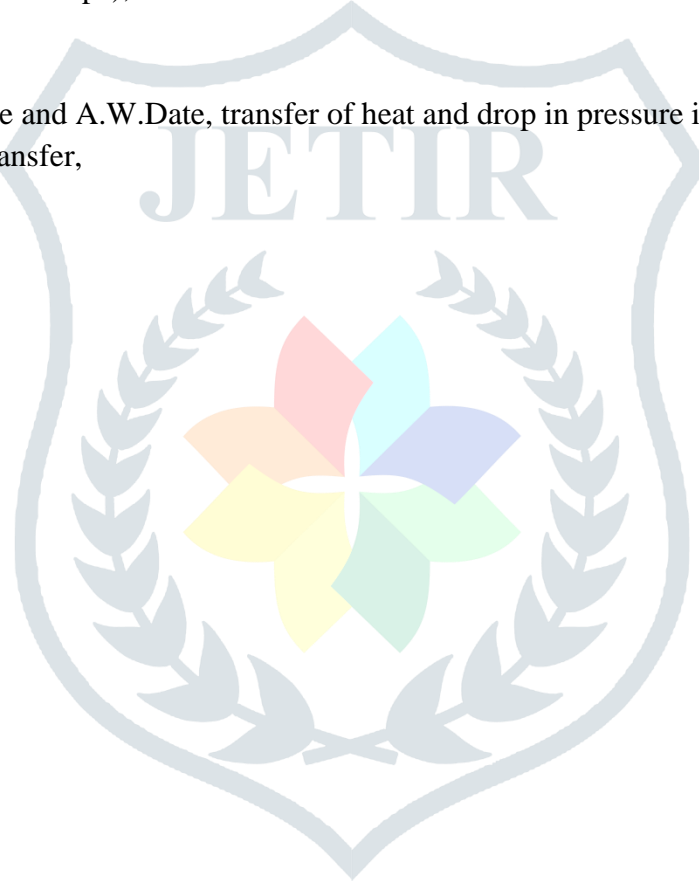 e and A.W.Date, transfer of heat and drop in pressure i
ansfer,
JETIR